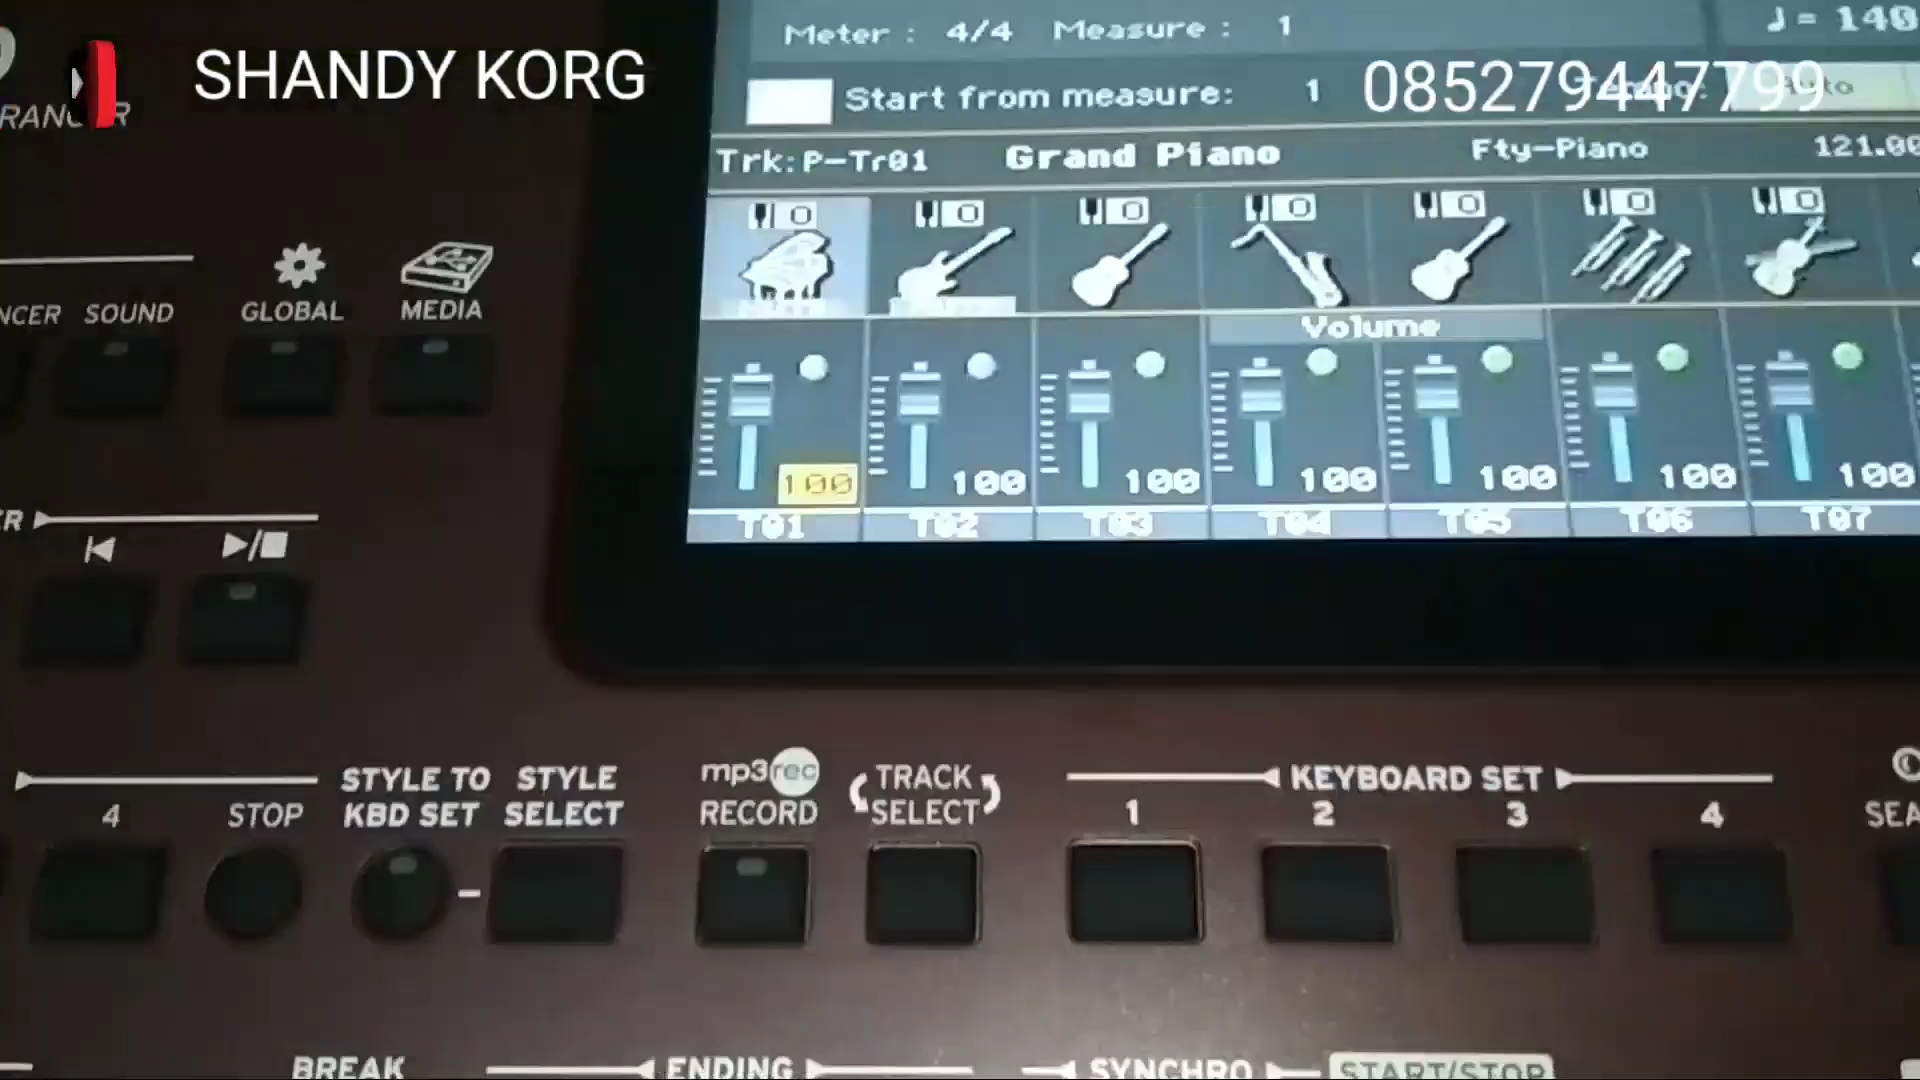 Meter : 4/4 Measure : 1 ♩= 140
SHANDY KORG
085279447799
Start from measure: 1
Trk:P-Tr01 Grand Piano Fty-Piano 121.00
SOUND GLOBAL MEDIA
Volume
100 100 100 100 100 100 100
T01 T02 T03 T04 T05 T06 T07
STYLE TO KBD SET
STYLE SELECT
mp3rec RECORD
TRACK SELECT
KEYBOARD SET
4 STOP
1 2 3 4
BREAK ENDING SYNCHRO START/STOP